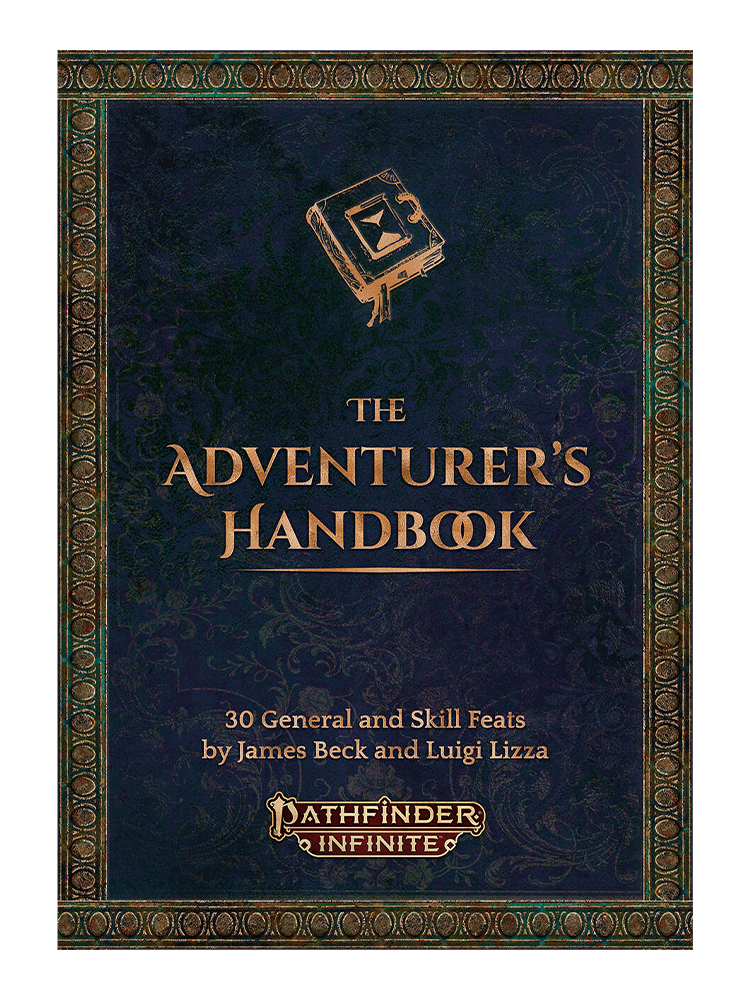 The
Adventurer's
Handbook
30 General and Skill Feats
by James Beck and Luigi Lizza
Pathfinder
Infinite